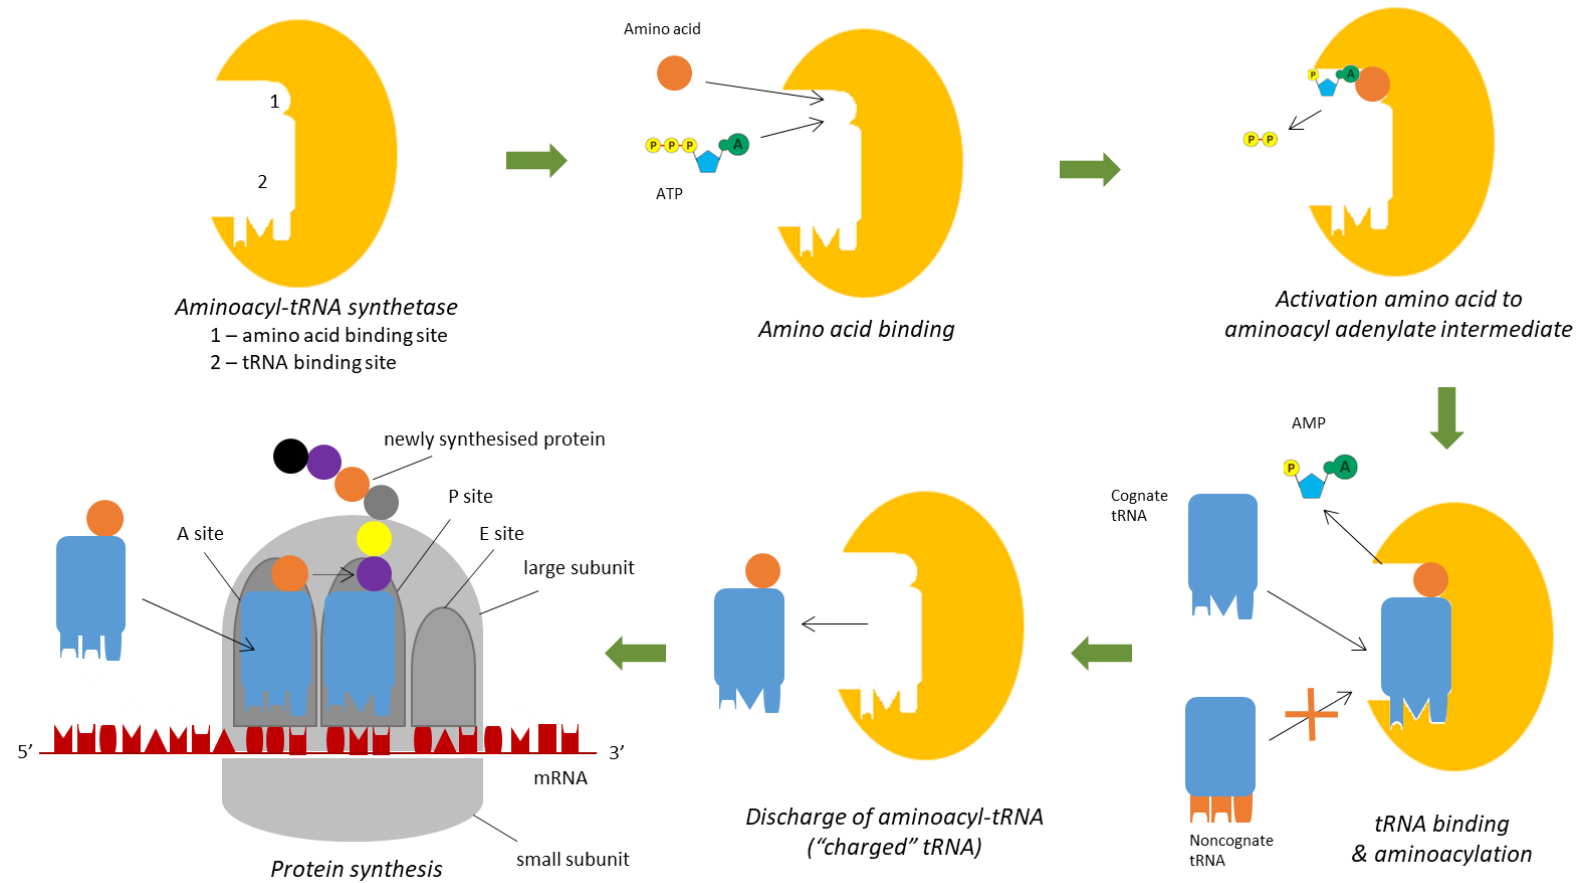 Amino acid
P P P A
ATP
1
2
Aminoacyl-tRNA synthetase
1 – amino acid binding site
2 – tRNA binding site
Amino acid binding
P A
P P
Activation amino acid to
aminoacyl adenylate intermediate
AMP
P A
Cognate
tRNA
Noncognate
tRNA
tRNA binding
& aminoacylation
Discharge of aminoacyl-tRNA
(“charged” tRNA)
newly synthesised protein
P site
A site
E site
large subunit
5’
3’
mRNA
small subunit
Protein synthesis